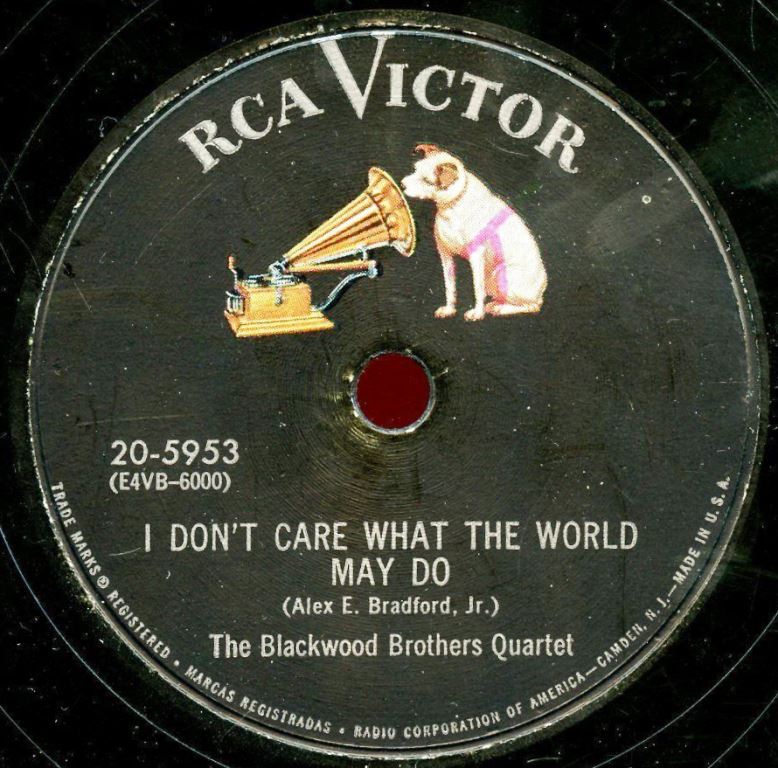 RCA VICTOR
20-5953
(E4VB-6000)
I DON'T CARE WHAT THE WORLD
MAY DO
(Alex E. Bradford, Jr.)
The Blackwood Brothers Quartet
TRADE MARKS ® REGISTERED • MARCAS REGISTRADAS • RADIO CORPORATION OF AMERICA—CAMDEN, N. J.—MADE IN U. S. A.